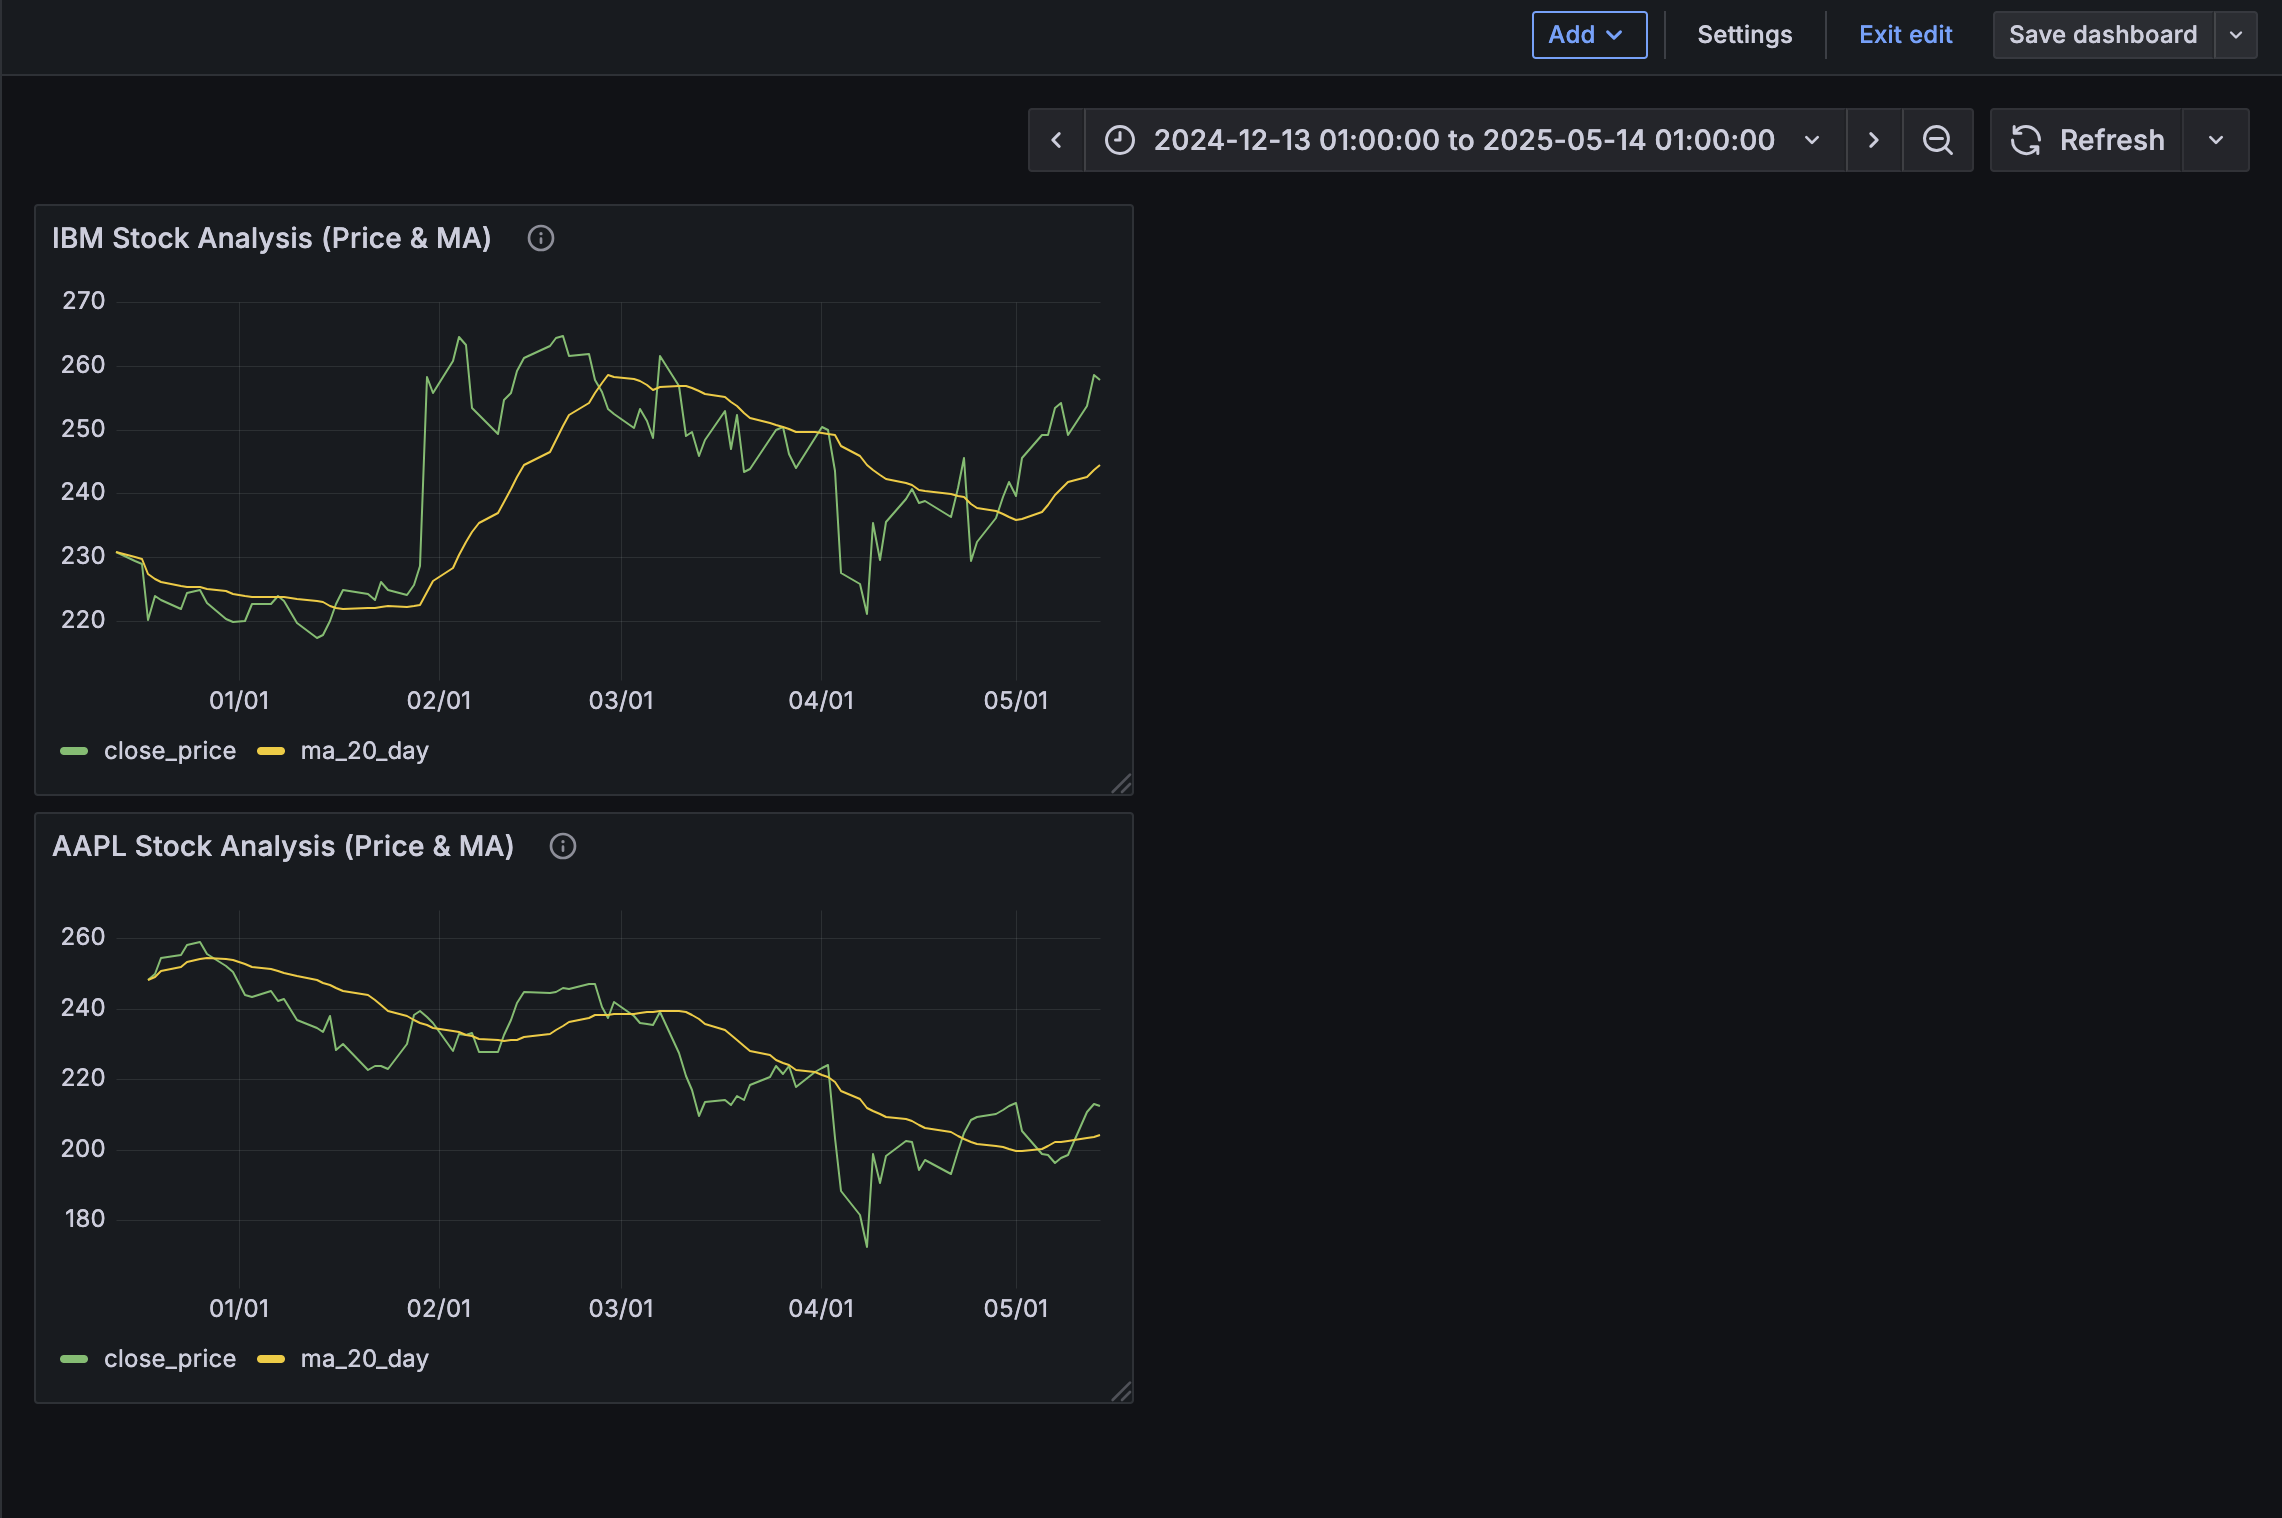 Add Settings Exit edit Save dashboard
2024-12-13 01:00:00 to 2025-05-14 01:00:00 Refresh
IBM Stock Analysis (Price & MA)
270
260
250
240
230
220
01/01 02/01 03/01 04/01 05/01
close_price ma_20_day
AAPL Stock Analysis (Price & MA)
260
240
220
200
180
01/01 02/01 03/01 04/01 05/01
close_price ma_20_day